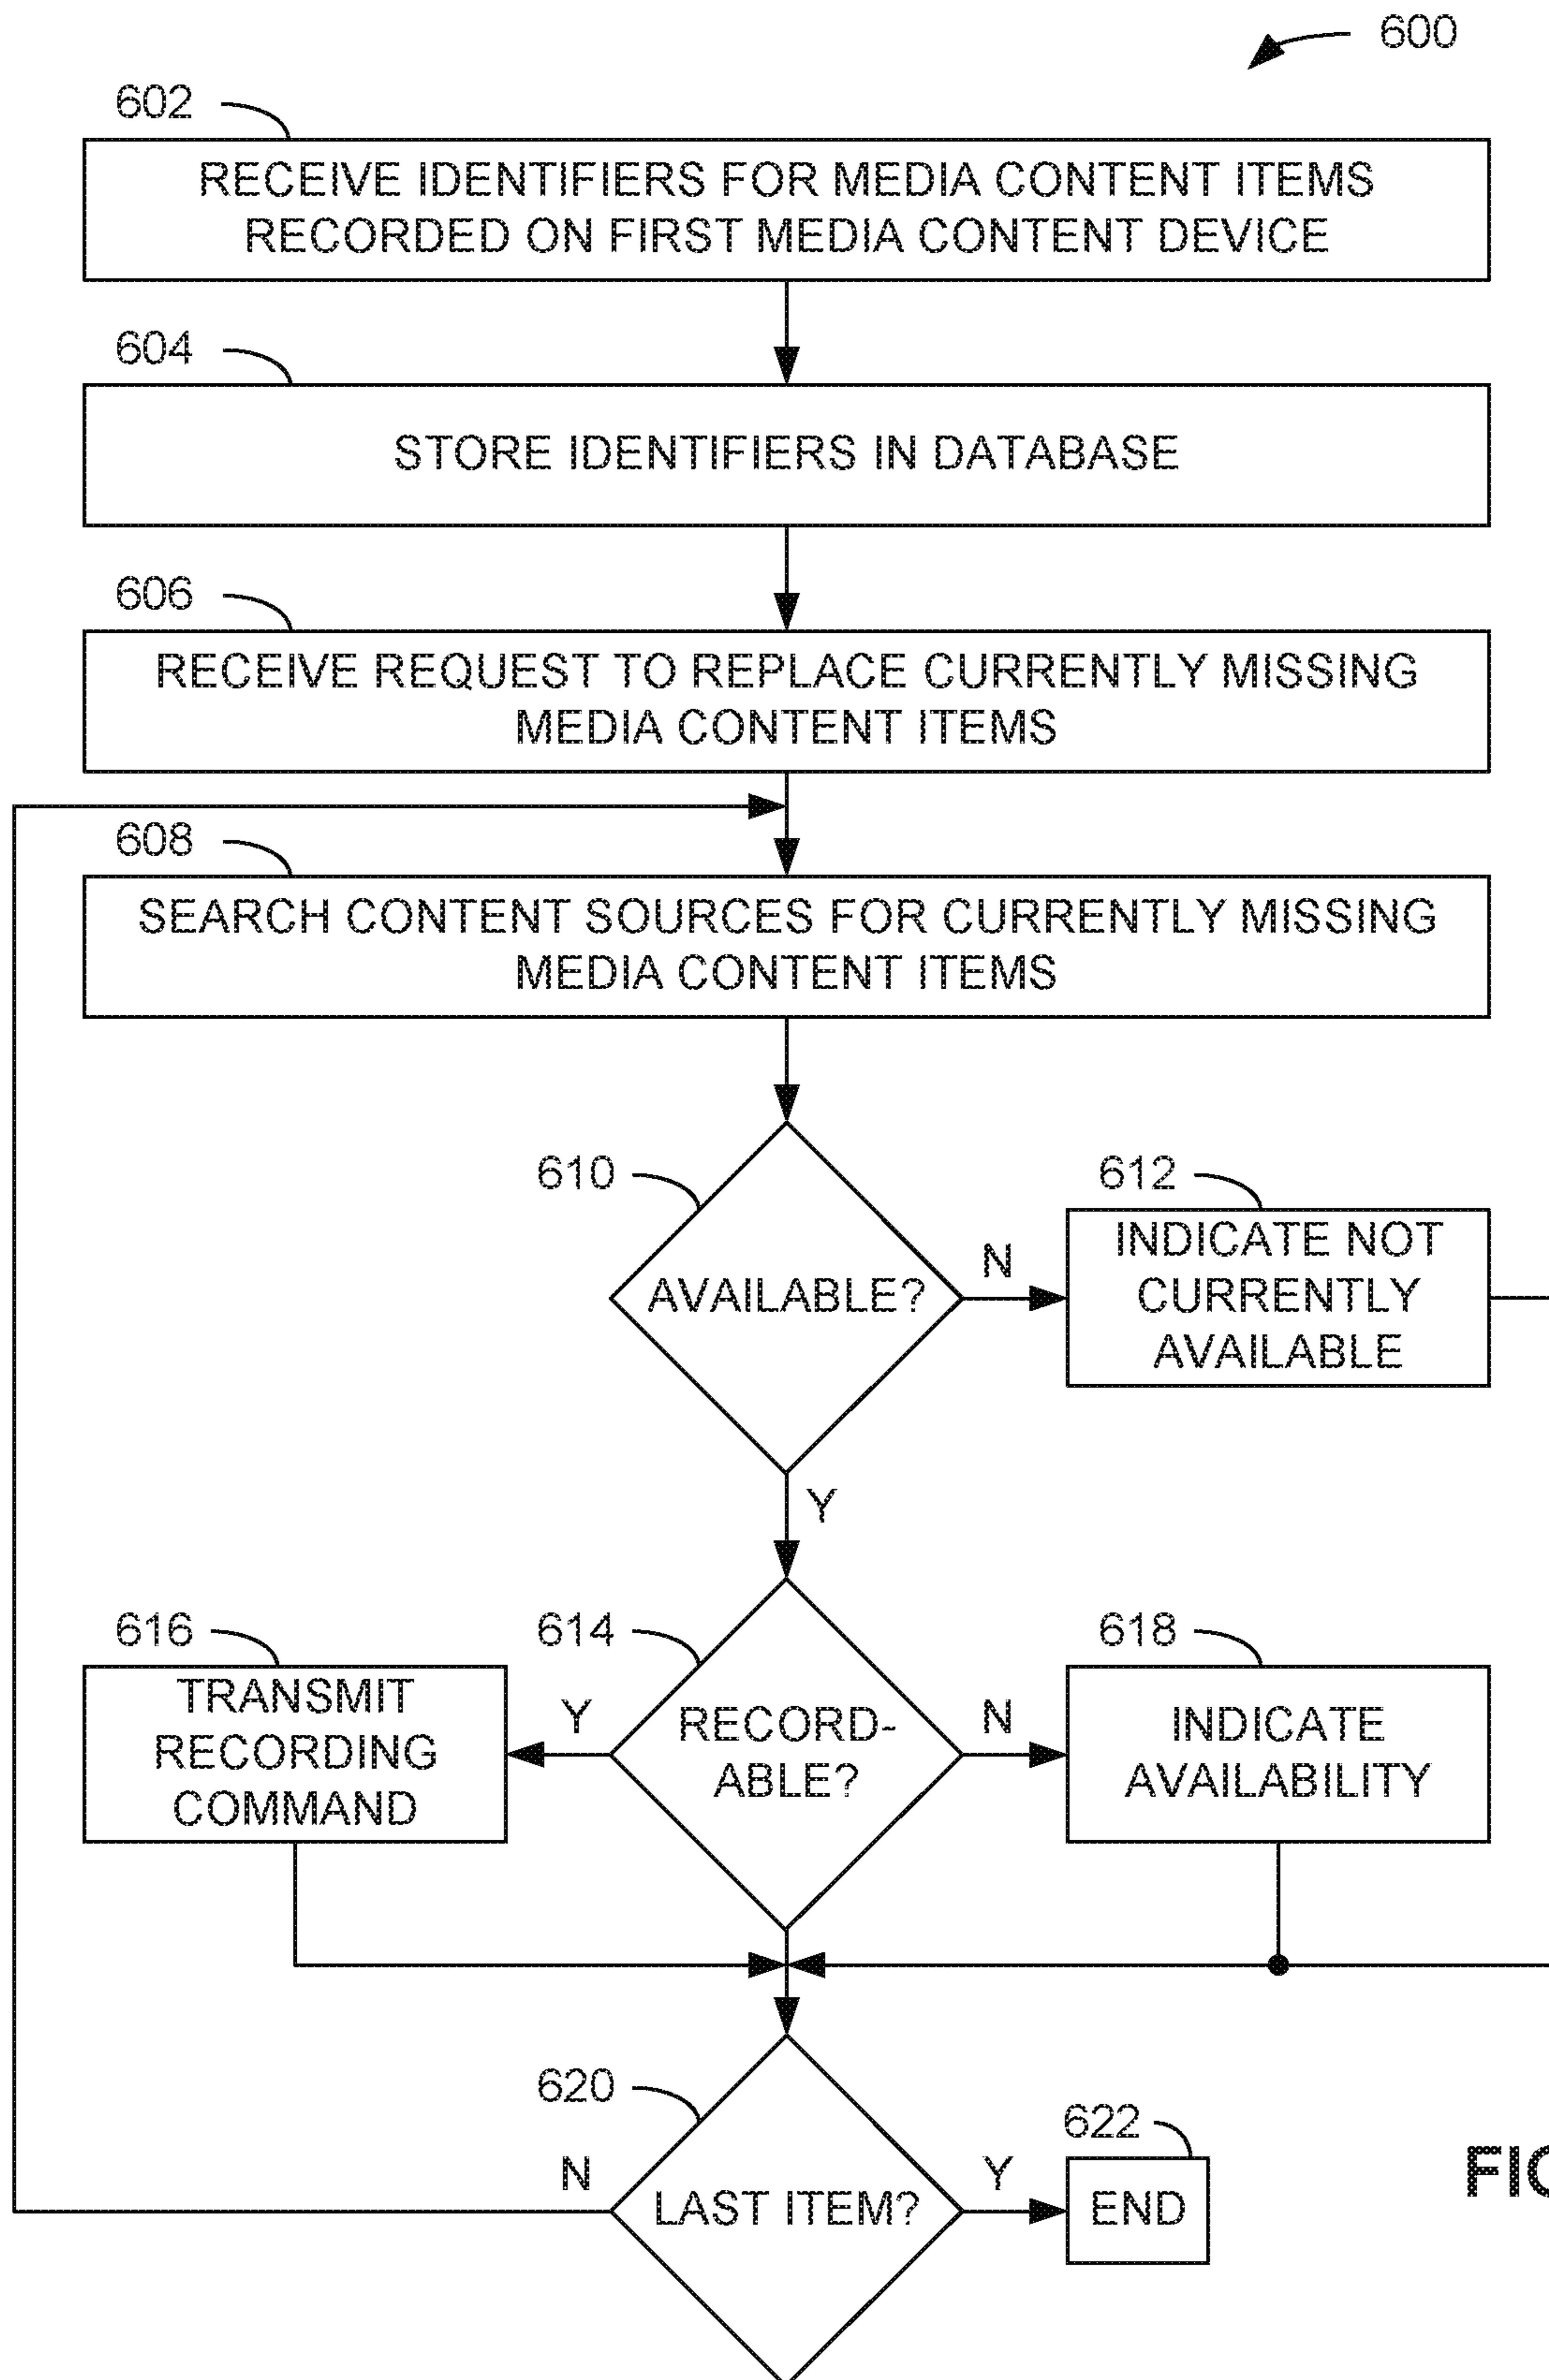 600
602
RECEIVE IDENTIFIERS FOR MEDIA CONTENT ITEMS
RECORDED ON FIRST MEDIA CONTENT DEVICE
604
STORE IDENTIFIERS IN DATABASE
606
RECEIVE REQUEST TO REPLACE CURRENTLY MISSING
MEDIA CONTENT ITEMS
608
SEARCH CONTENT SOURCES FOR CURRENTLY MISSING
MEDIA CONTENT ITEMS
610
AVAILABLE?
N
612
INDICATE NOT
CURRENTLY
AVAILABLE
Y
616
TRANSMIT
RECORDING
COMMAND
Y
614
RECORD-
ABLE?
N
618
INDICATE
AVAILABILITY
620
N
LAST ITEM?
Y
622
END